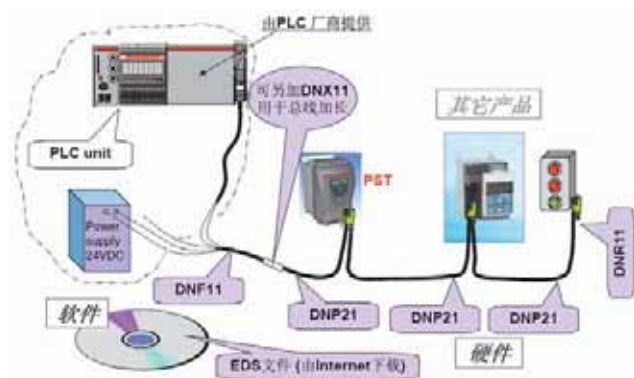 由PLC 厂商提供
可另加DNX11
用于总线加长
其它产品
PLC unit
PST
Power
supply
24VDC
DNR11
DNF11
DNP21
DNP21
DNP21
软件
硬件
EDS文件 (由Internet下载)